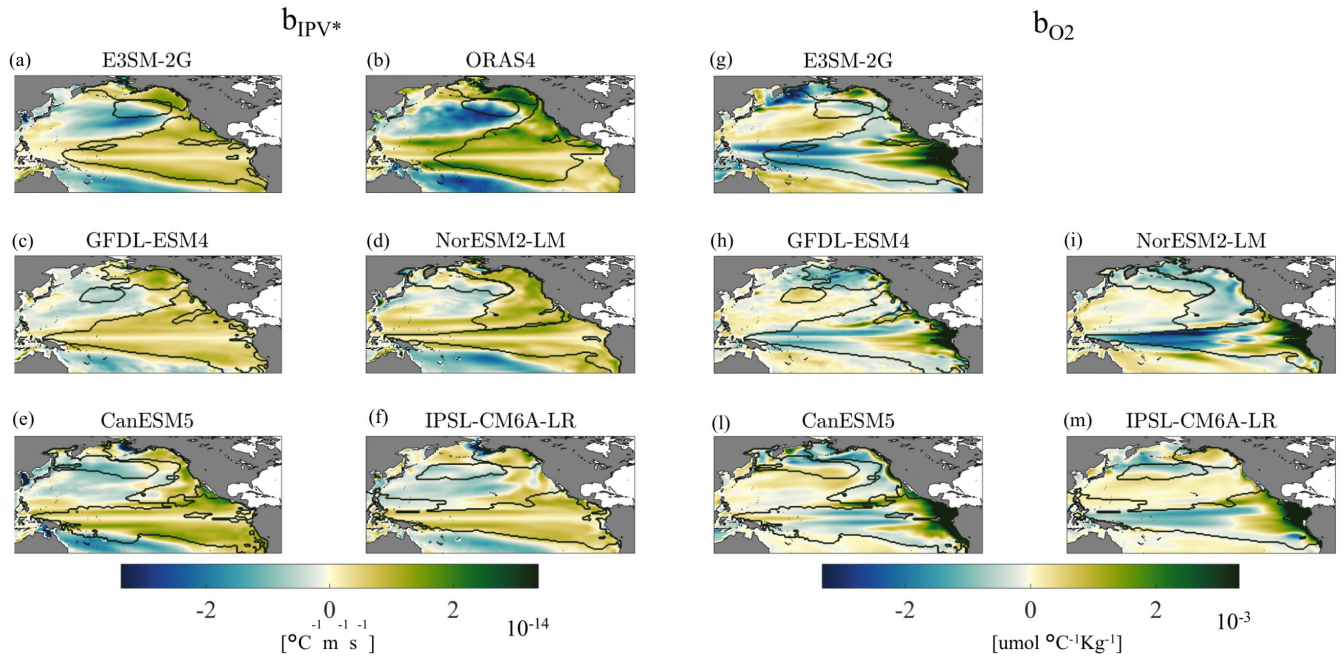 b_IPV* b_O2
(a) E3SM-2G (b) ORAS4 (g) E3SM-2G
(c) GFDL-ESM4 (d) NorESM2-LM (h) GFDL-ESM4 (i) NorESM2-LM
(e) CanESM5 (f) IPSL-CM6A-LR (l) CanESM5 (m) IPSL-CM6A-LR
-2 0 2 10⁻¹⁴ -2 0 2 10⁻³
[°C⁻¹ m⁻¹ s⁻¹] [umol °C⁻¹Kg⁻¹]